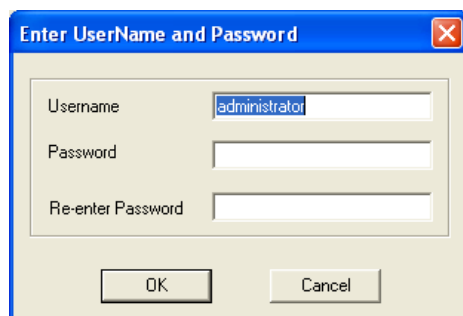 Enter UserName and Password
Username administrator
Password
Re-enter Password
OK Cancel